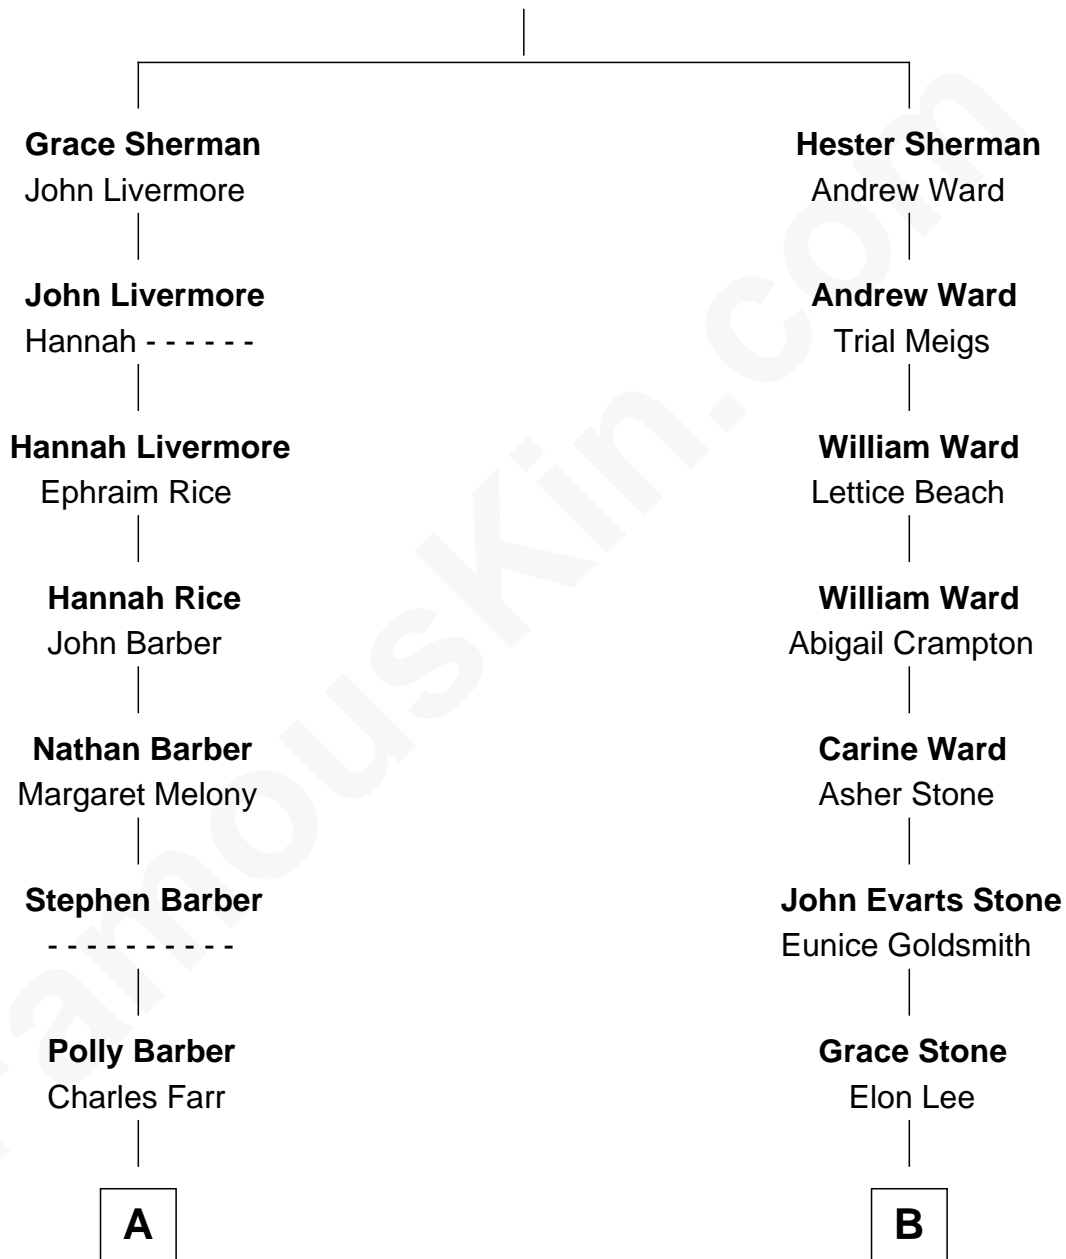 Grace Sherman
John Livermore
John Livermore
Hannah - - - - - -
Hannah Livermore
Ephraim Rice
Hannah Rice
John Barber
Nathan Barber
Margaret Melony
Stephen Barber
- - - - - - - - - -
Polly Barber
Charles Farr
A
Hester Sherman
Andrew Ward
Andrew Ward
Trial Meigs
William Ward
Lettice Beach
William Ward
Abigail Crampton
Carine Ward
Asher Stone
John Evarts Stone
Eunice Goldsmith
Grace Stone
Elon Lee
B
FamousKin.com